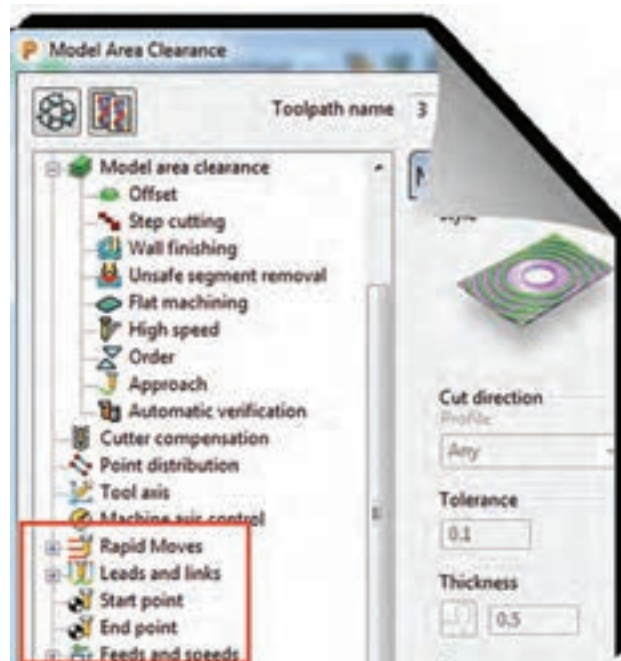 Model Area Clearance
Toolpath name 3
Model area clearance
Offset
Step cutting
Wall finishing
Unsafe segment removal
Flat machining
High speed
Order
Approach
Automatic verification
Cutter compensation
Point distribution
Tool axis
Machine axis control
Rapid Moves
Leads and links
Start point
End point
Feeds and speeds
Style
Cut direction
Profile
Any
Tolerance
0.1
Thickness
0.5